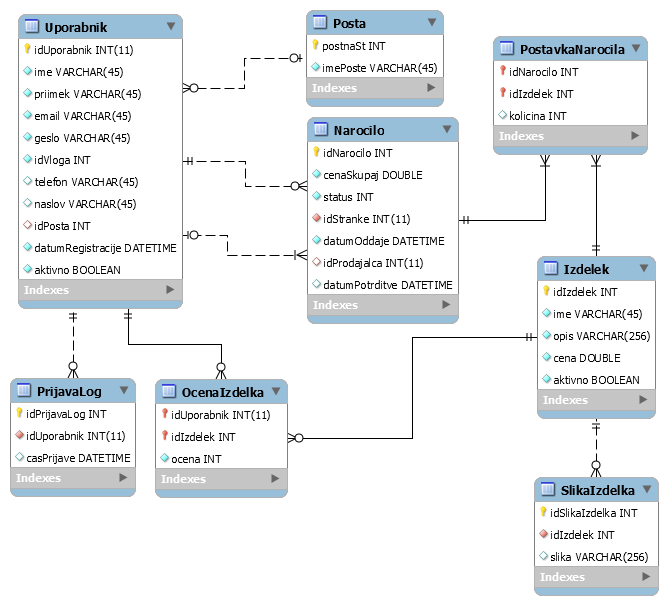 Uporabnik
idUporabnik INT(11)
ime VARCHAR(45)
priimek VARCHAR(45)
email VARCHAR(45)
geslo VARCHAR(45)
idVloga INT
telefon VARCHAR(45)
naslov VARCHAR(45)
idPosta INT
datumRegistracije DATETIME
aktivno BOOLEAN
Indexes
Posta
postnaSt INT
imePoste VARCHAR(45)
Indexes
Narocilo
idNarocilo INT
cenaSkupaj DOUBLE
status INT
idStranke INT(11)
datumOddaje DATETIME
idProdajalca INT(11)
datumPotrditve DATETIME
Indexes
PostavkaNarocila
idNarocilo INT
idIzdelek INT
kolicina INT
Indexes
Izdelek
idIzdelek INT
ime VARCHAR(45)
opis VARCHAR(256)
cena DOUBLE
aktivno BOOLEAN
Indexes
PrijavaLog
idPrijavaLog INT
idUporabnik INT(11)
casPrijave DATETIME
Indexes
OcenaIzdelka
idUporabnik INT(11)
idIzdelek INT
ocena INT
Indexes
SlikaIzdelka
idSlikaIzdelka INT
idIzdelek INT
slika VARCHAR(256)
Indexes